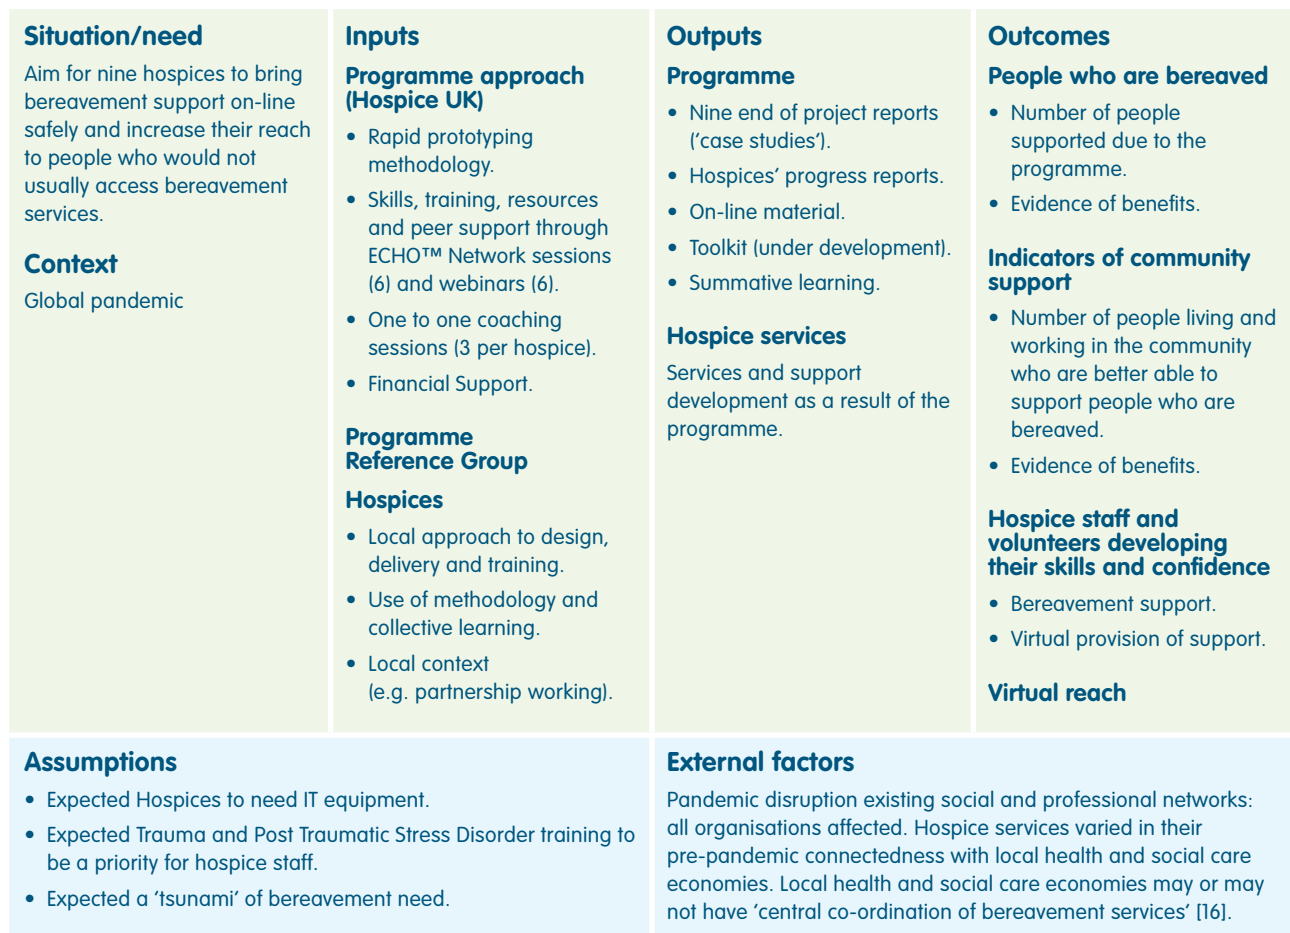 Situation/need
Aim for nine hospices to bring
bereavement support on-line
safely and increase their reach
to people who would not
usually access bereavement
services.
Context
Global pandemic
Inputs
Programme approach
(Hospice UK)
• Rapid prototyping
methodology.
• Skills, training, resources
and peer support through
ECHO™ Network sessions
(6) and webinars (6).
• One to one coaching
sessions (3 per hospice).
• Financial Support.
Programme
Reference Group
Hospices
• Local approach to design,
delivery and training.
• Use of methodology and
collective learning.
• Local context
(e.g. partnership working).
Outputs
Programme
• Nine end of project reports
(‘case studies’).
• Hospices’ progress reports.
• On-line material.
• Toolkit (under development).
• Summative learning.
Hospice services
Services and support
development as a result of the
programme.
Outcomes
People who are bereaved
• Number of people
supported due to the
programme.
• Evidence of benefits.
Indicators of community
support
• Number of people living and
working in the community
who are better able to
support people who are
bereaved.
• Evidence of benefits.
Hospice staff and
volunteers developing
their skills and confidence
• Bereavement support.
• Virtual provision of support.
Virtual reach
Assumptions
• Expected Hospices to need IT equipment.
• Expected Trauma and Post Traumatic Stress Disorder training to
be a priority for hospice staff.
• Expected a ‘tsunami’ of bereavement need.
External factors
Pandemic disruption existing social and professional networks:
all organisations affected. Hospice services varied in their
pre-pandemic connectedness with local health and social care
economies. Local health and social care economies may or may
not have ‘central co-ordination of bereavement services’ [16].